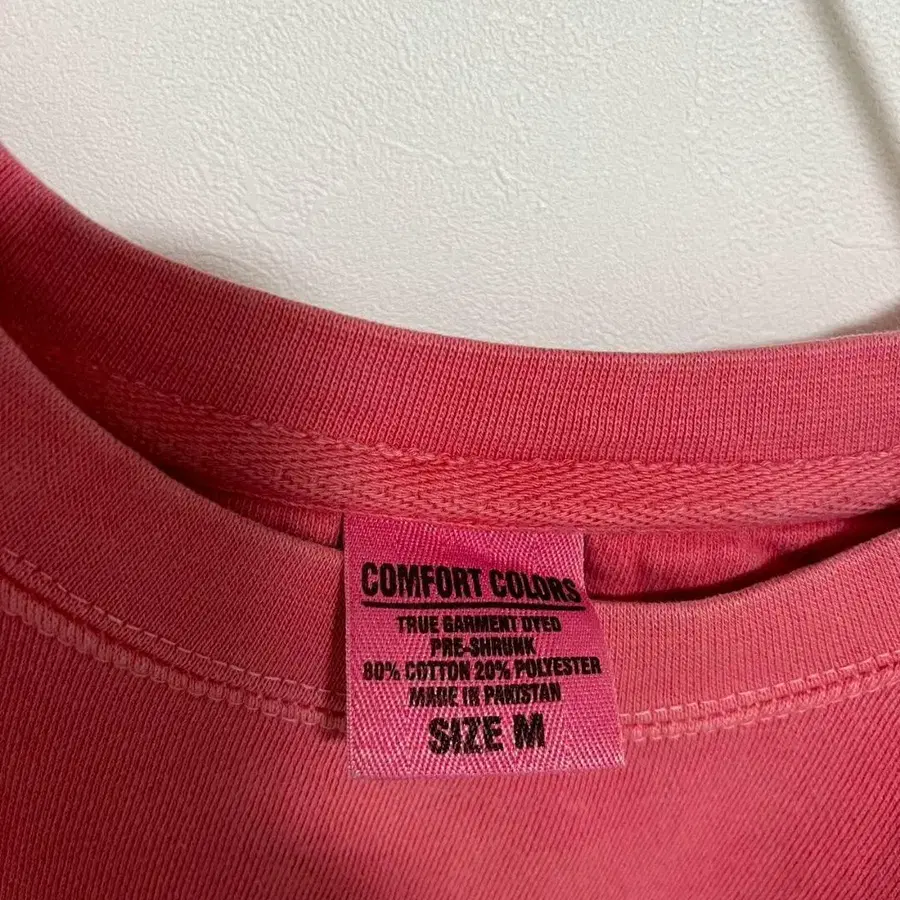 COMFORT COLORS
TRUE GARMENT DYED
PRE-SHRUNK
80% COTTON 20% POLYESTER
MADE IN PAKISTAN
SIZE M